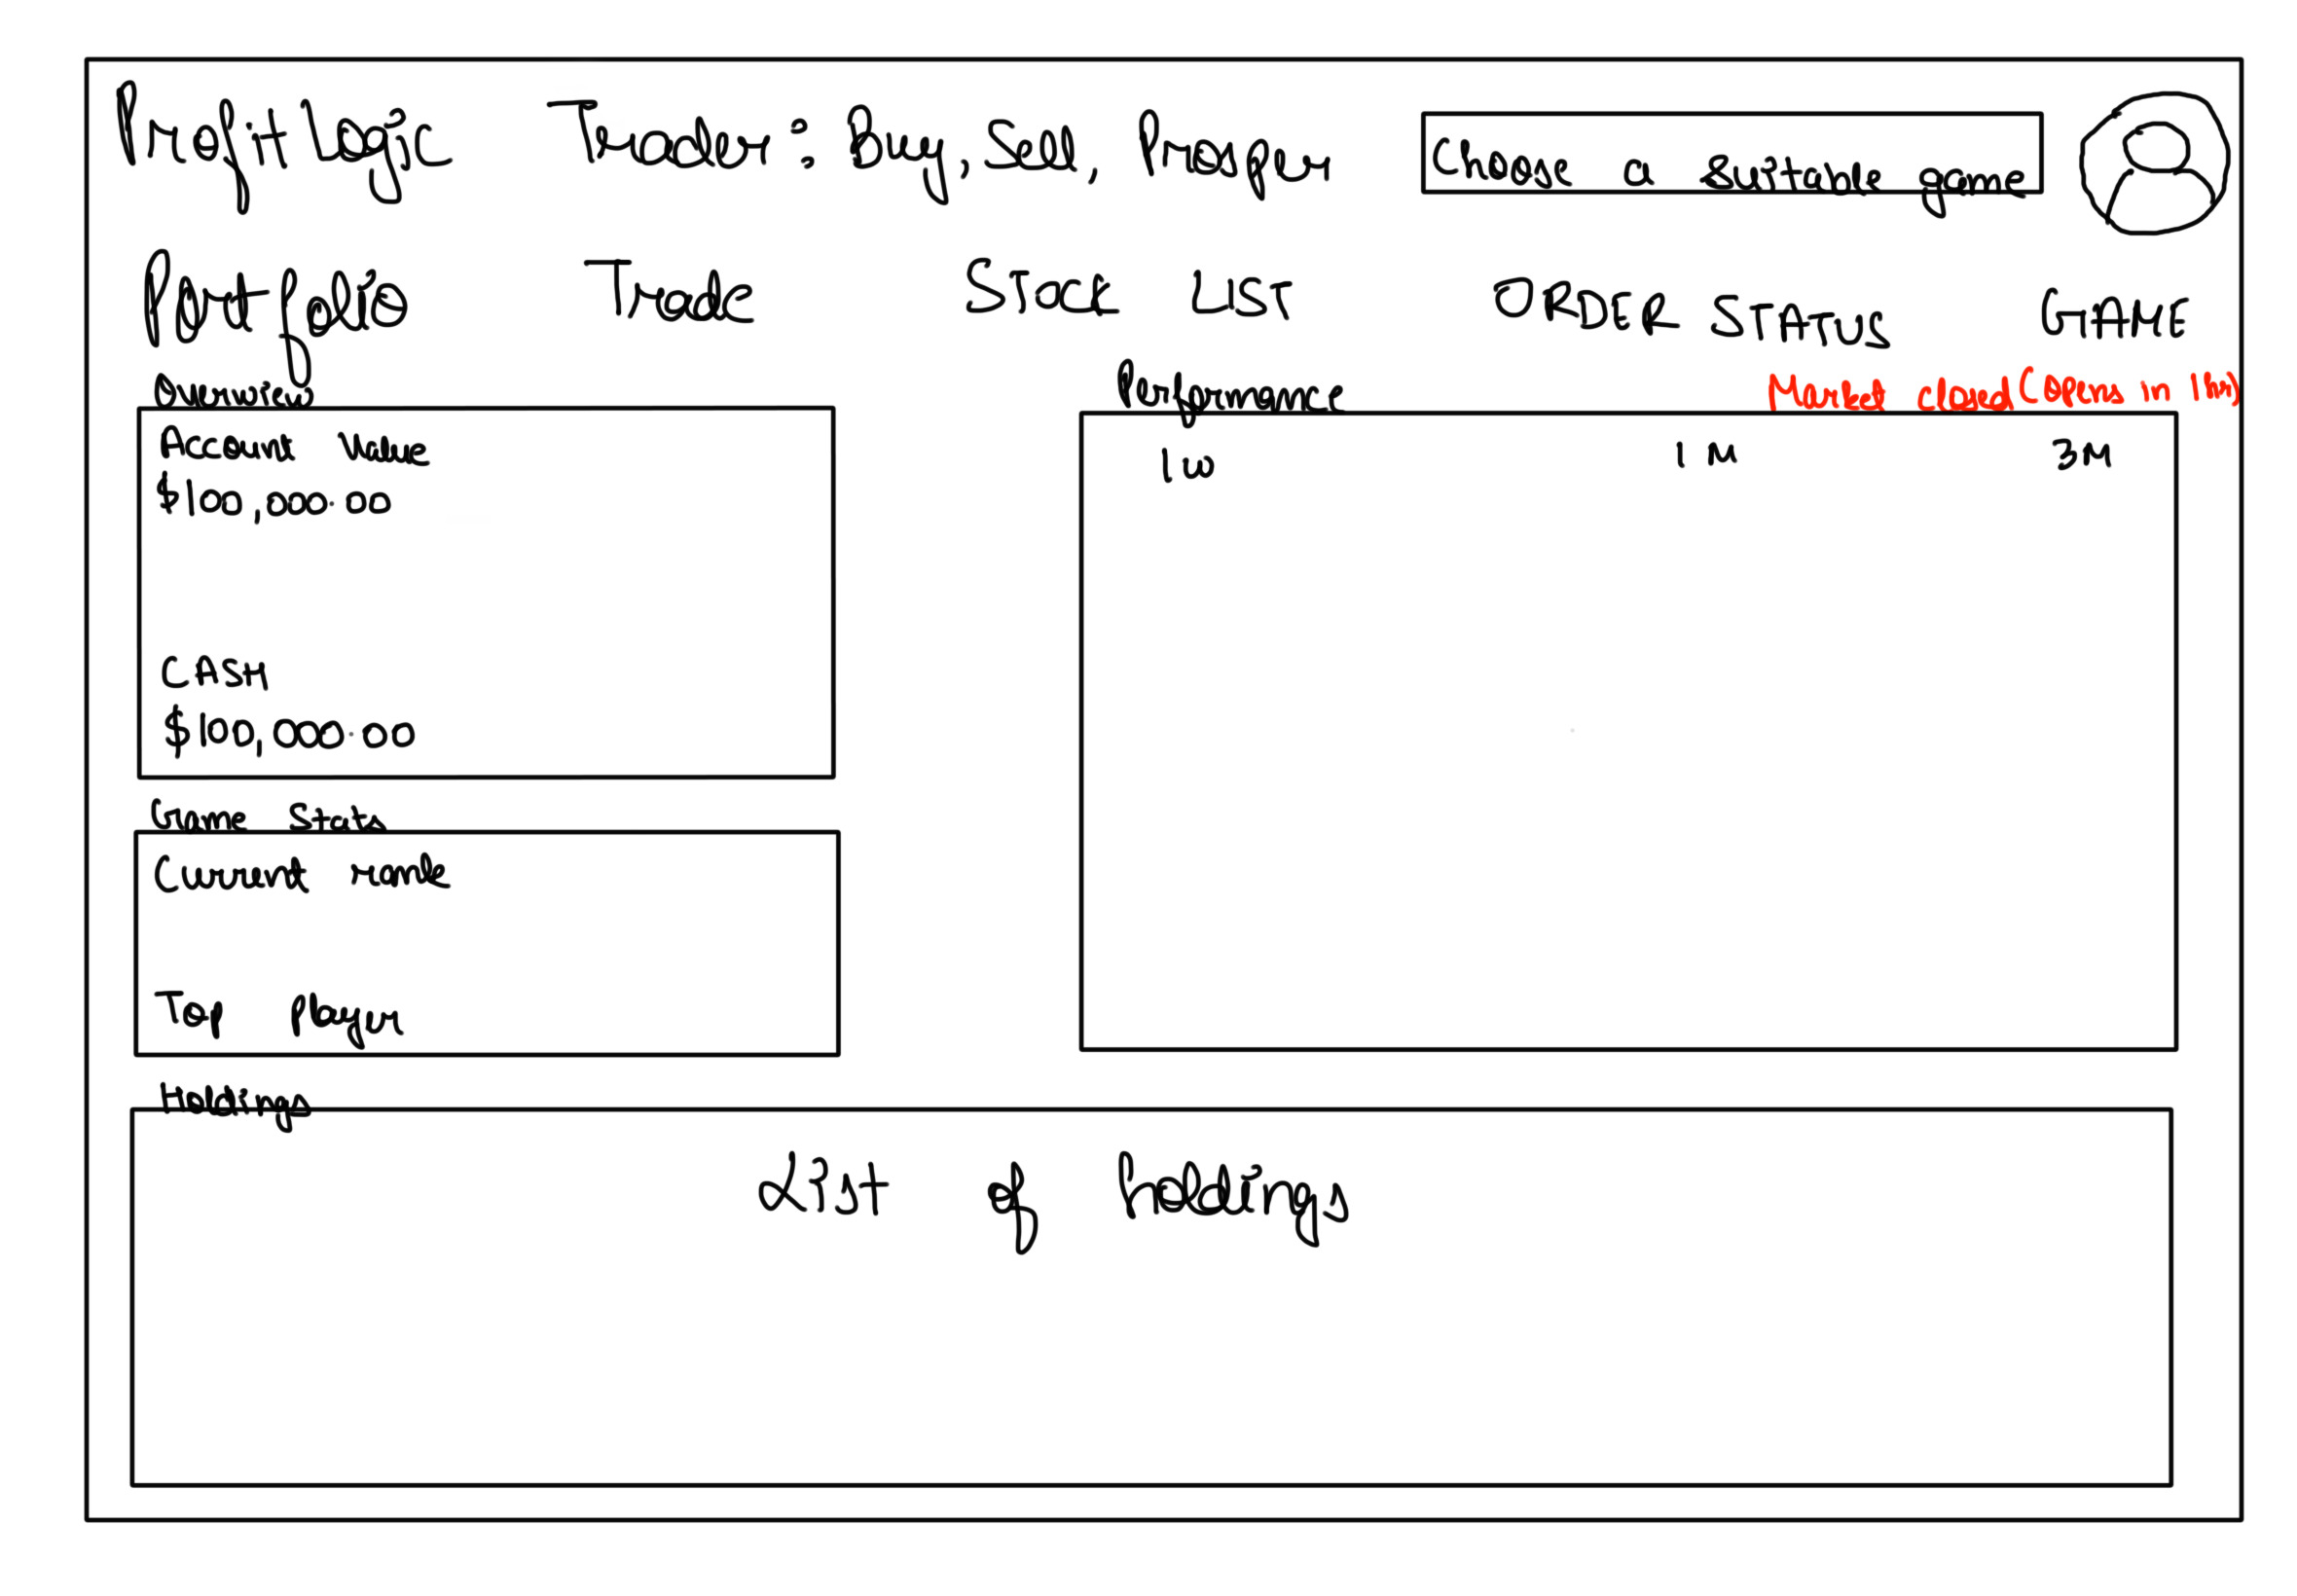 Profit Logic Trader: Buy, Sell, Prosper
Choose a suitable game
Portfolio Trade STOCK LIST ORDER STATUS GAME
Overview
Account Value
$100,000.00
CASH
$100,000.00
Game Stats
Current rank
Top Player
Performance
Market closed (opens in 1hr)
1W 1M 3M
Holdings
List of holdings